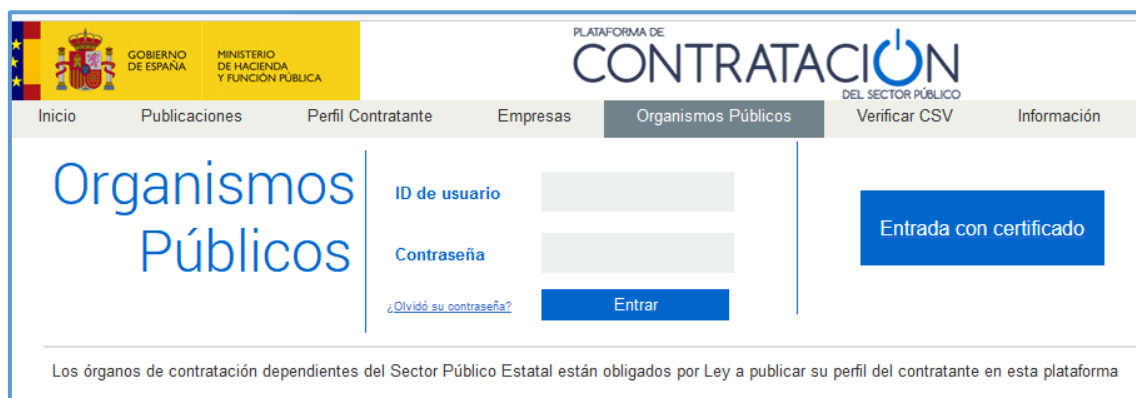 GOBIERNO
DE ESPAÑA
MINISTERIO
DE HACIENDA
Y FUNCIÓN PÚBLICA
PLATAFORMA DE
CONTRATACIÓN
DEL SECTOR PÚBLICO
Inicio Publicaciones Perfil Contratante Empresas Organismos Públicos Verificar CSV Información
Organismos
Públicos
ID de usuario
Contraseña
¿Olvidó su contraseña? Entrar
Entrada con certificado
Los órganos de contratación dependientes del Sector Público Estatal están obligados por Ley a publicar su perfil del contratante en esta plataforma